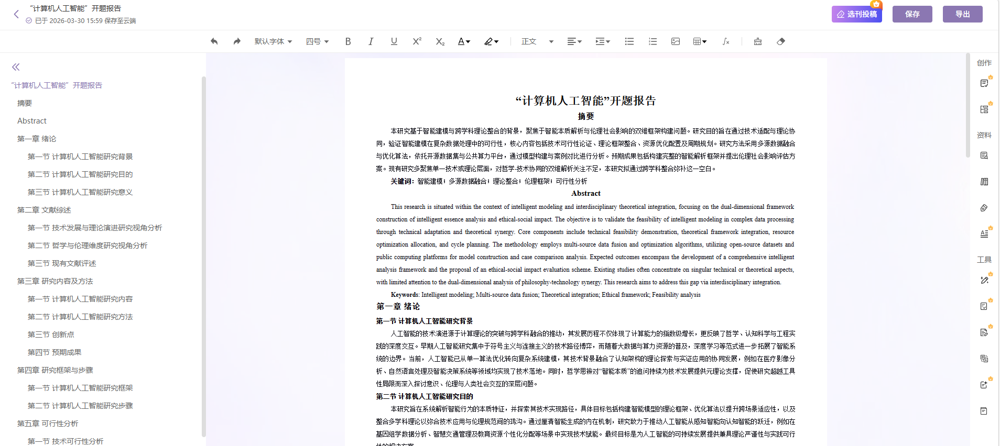 “计算机人工智能”开题报告
已于 2026-03-30 15:59 保存至云端
选刊投稿
保存
导出
默认字体
四号
B I U X² X₂ A
正文
创作
资料
工具
“计算机人工智能”开题报告
摘要
Abstract
第一章 绪论
第一节 计算机人工智能研究背景
第二节 计算机人工智能研究目的
第三节 计算机人工智能研究意义
第二章 文献综述
第一节 技术发展与理论演进研究视角分析
第二节 哲学与伦理维度研究视角分析
第三节 现有文献评述
第三章 研究内容及方法
第一节 计算机人工智能研究内容
第二节 计算机人工智能研究方法
第三节 创新点
第四节 预期成果
第四章 研究框架与步骤
第一节 计算机人工智能研究框架
第二节 计算机人工智能研究步骤
第五章 可行性分析
第一节 技术可行性分析
“计算机人工智能”开题报告
摘要
本研究基于智能建模与跨学科理论整合的背景，聚焦于智能本质解析与伦理社会影响的双维框架构建问题。研究目的旨在通过技术适配与理论协
同，验证智能建模在复杂数据处理中的可行性，核心内容包括技术可行性论证、理论框架整合、资源优化配置及周期规划。研究方法采用多源数据融合
与优化算法，依托开源数据集与公共算力平台，通过模型构建与案例对比进行分析。预期成果包括构建完整的智能解析框架并提出伦理社会影响评估方
案。现有研究多聚焦单一技术或理论层面，对哲学-技术协同的双维解析关注不足，本研究拟通过跨学科整合弥补这一空白。
关键词：智能建模；多源数据融合；理论整合；伦理框架；可行性分析
Abstract
This research is situated within the context of intelligent modeling and interdisciplinary theoretical integration, focusing on the dual-dimensional framework
construction of intelligent essence analysis and ethical-social impact. The objective is to validate the feasibility of intelligent modeling in complex data processing
through technical adaptation and theoretical synergy. Core components include technical feasibility demonstration, theoretical framework integration, resource
optimization allocation, and cycle planning. The methodology employs multi-source data fusion and optimization algorithms, utilizing open-source datasets and
public computing platforms for model construction and case comparison analysis. Expected outcomes encompass the development of a comprehensive intelligent
analysis framework and the proposal of an ethical-social impact evaluation scheme. Existing studies often concentrate on singular technical or theoretical aspects,
with limited attention to the dual-dimensional analysis of philosophy-technology synergy. This research aims to address this gap via interdisciplinary integration.
Keywords: Intelligent modeling; Multi-source data fusion; Theoretical integration; Ethical framework; Feasibility analysis
第一章 绪论
第一节 计算机人工智能研究背景
人工智能的技术演进源于计算理论的突破与跨学科融合的推动，其发展历程不仅体现了计算能力的指数级增长，更反映了哲学、认知科学与工程实
践的深度交互。早期人工智能研究集中于符号主义与连接主义的技术路径博弈，而随着大数据与算力资源的普及，深度学习等范式进一步拓展了智能系
统的边界。当前，人工智能已从单一算法优化转向复杂系统建模，其技术背景融合了认知架构的理论探索与实证应用的协同发展，例如在医疗影像分
析、自然语言处理及智能决策系统等领域均实现了技术落地。同时，哲学思辨对“智能本质”的追问持续为技术发展提供元理论支撑，促使研究超越工具
性局限而深入探讨意识、伦理与人类社会交互的深层问题。
第二节 计算机人工智能研究目的
本研究旨在系统解析智能行为的本质特征，并探索其技术实现路径，具体目标包括构建智能模型的理论框架、优化算法以提升跨场景适应性，以及
整合多学科理论以弥合技术应用与伦理规范间的鸿沟。通过厘清智能生成的内在机制，研究致力于推动人工智能从感知智能向认知智能的跃迁，例如在
基因组学数据分析、智慧交通管理及教育资源个性化分配等场景中实现技术赋能。最终目标是为人工智能的可持续发展提供兼具理论严谨性与实践可行
性的解决方案